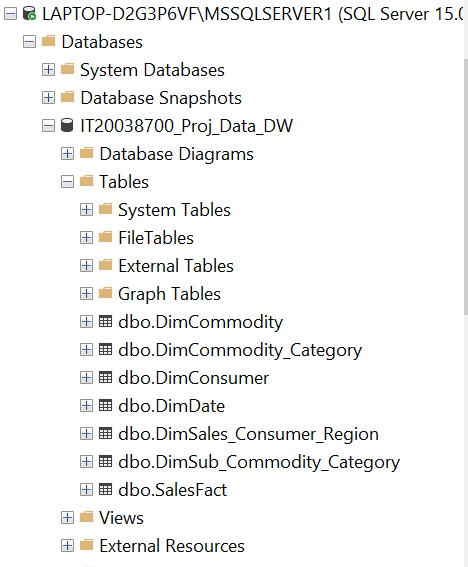 LAPTOP-D2G3P6VF\MSSQLSERVER1 (SQL Server 15.0
Databases
System Databases
Database Snapshots
IT20038700_Proj_Data_DW
Database Diagrams
Tables
System Tables
FileTables
External Tables
Graph Tables
dbo.DimCommodity
dbo.DimCommodity_Category
dbo.DimConsumer
dbo.DimDate
dbo.DimSales_Consumer_Region
dbo.DimSub_Commodity_Category
dbo.SalesFact
Views
External Resources